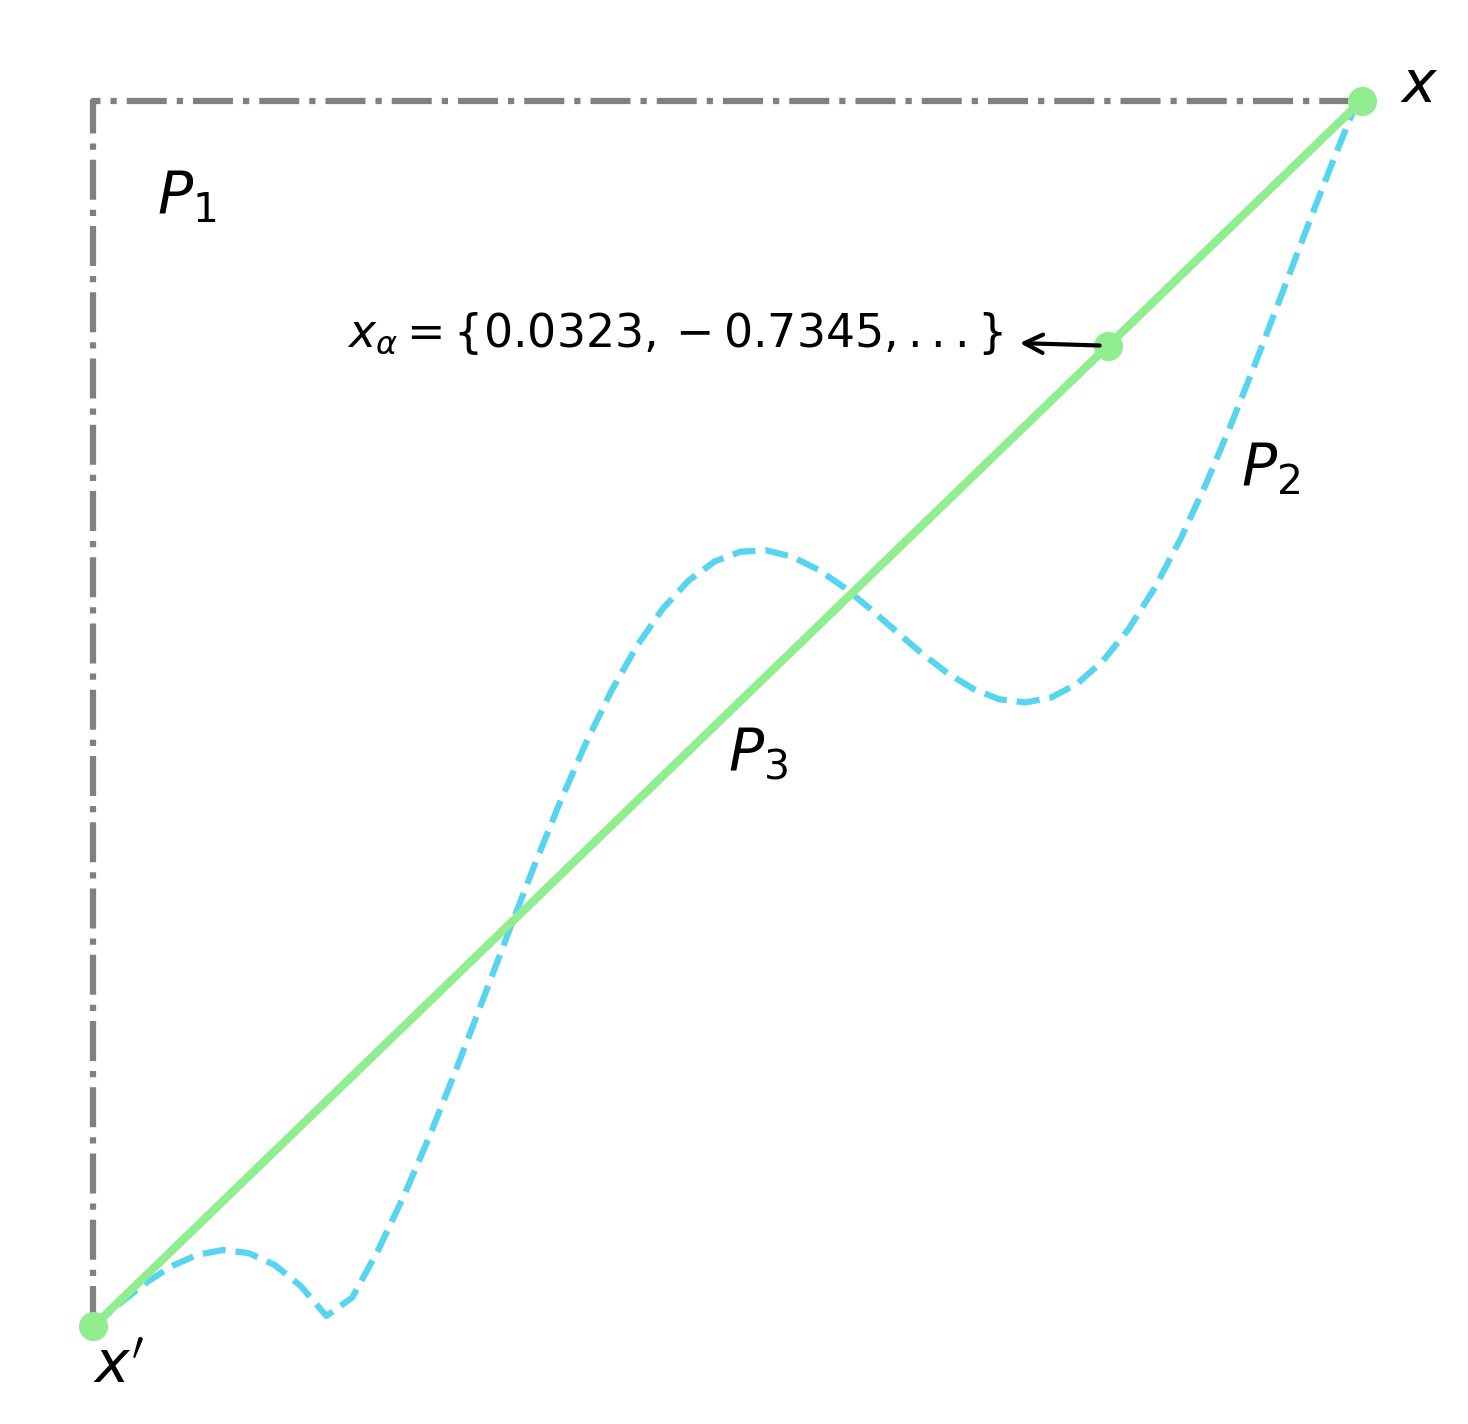 x
P₁
xα = {0.0323, −0.7345, ...}
P₂
P₃
x′